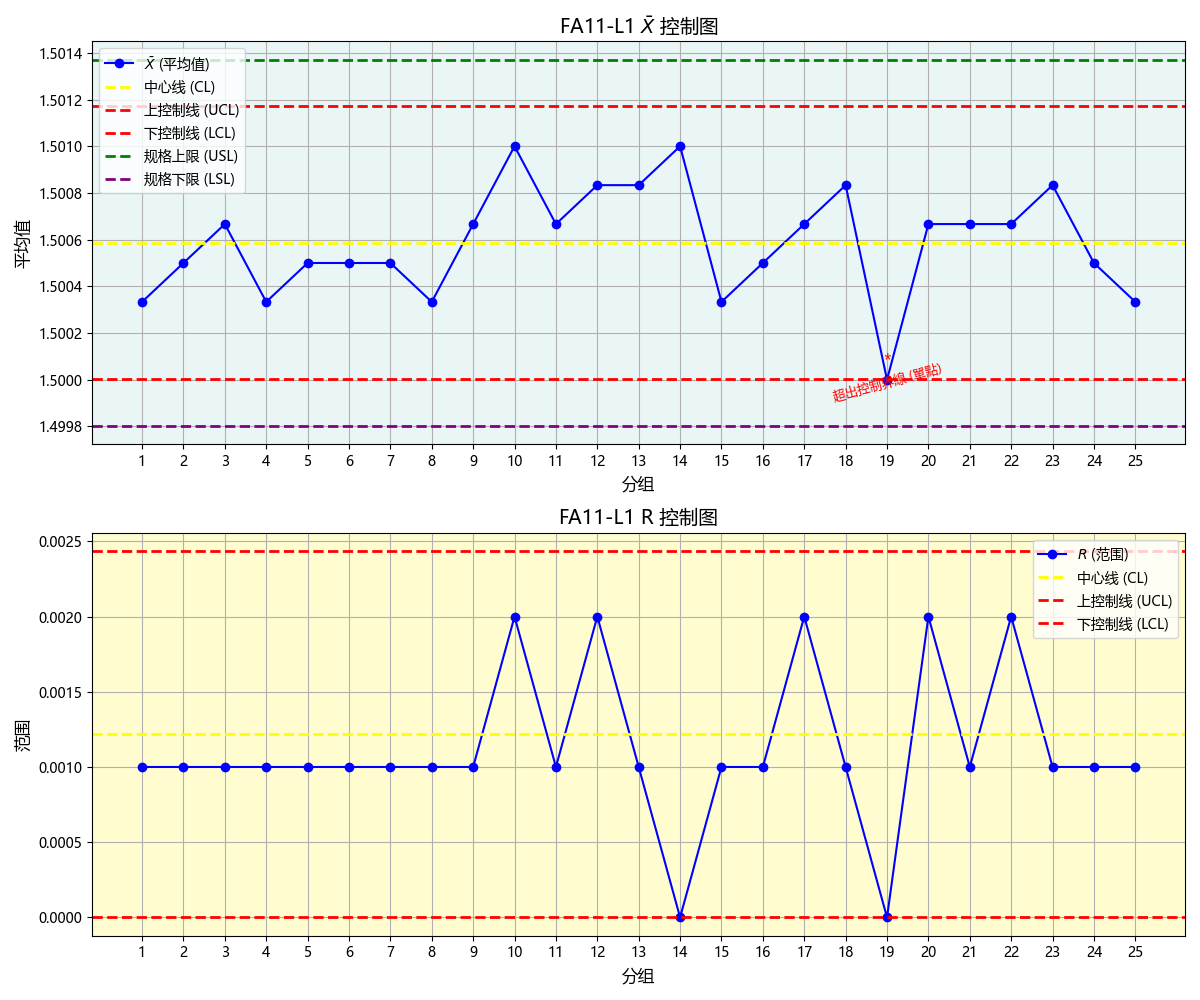 FA11-L1 X̄ 控制图
1.5014
1.5012
1.5010
1.5008
1.5006
1.5004
1.5002
1.5000
1.4998
平均值
X̄ (平均值)
中心线 (CL)
上控制线 (UCL)
下控制线 (LCL)
规格上限 (USL)
规格下限 (LSL)
*
超出控制界線 (單點)
1 2 3 4 5 6 7 8 9 10 11 12 13 14 15 16 17 18 19 20 21 22 23 24 25
分组
FA11-L1 R 控制图
0.0025
0.0020
0.0015
0.0010
0.0005
0.0000
范围
R (范围)
中心线 (CL)
上控制线 (UCL)
下控制线 (LCL)
1 2 3 4 5 6 7 8 9 10 11 12 13 14 15 16 17 18 19 20 21 22 23 24 25
分组